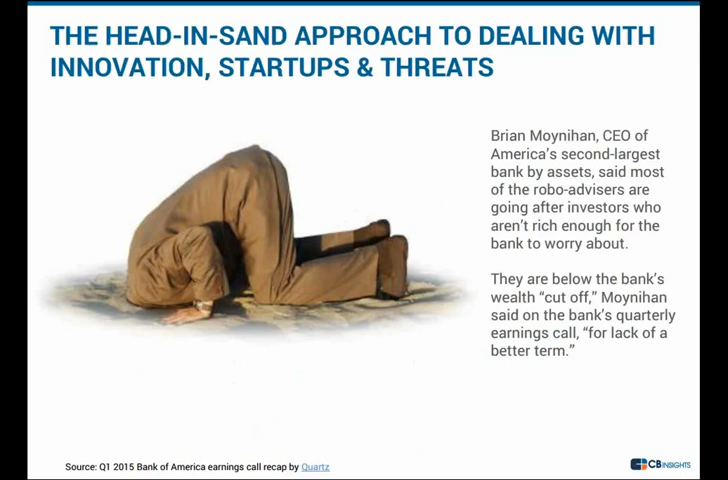 THE HEAD-IN-SAND APPROACH TO DEALING WITH
INNOVATION, STARTUPS & THREATS
Brian Moynihan, CEO of
America's second-largest
bank by assets, said most
of the robo-advisers are
going after investors who
aren't rich enough for the
bank to worry about.
They are below the bank's
wealth “cut off,” Moynihan
said on the bank's quarterly
earnings call, “for lack of a
better term.”
Source: Q1 2015 Bank of America earnings call recap by Quartz
CBINSIGHTS